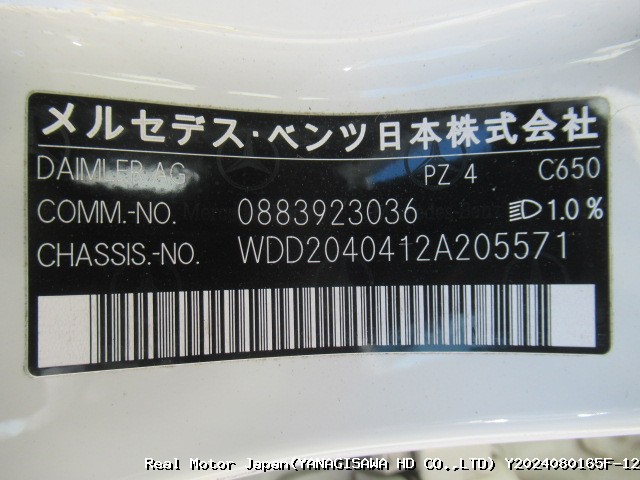 メルセデス・ベンツ日本株式会社
DAIMLER AG PZ 4 C650
COMM.-NO. 0883923036 1.0%
CHASSIS.-NO. WDD2040412A205571
Real Motor Japan(YANAGISAWA HD CO.,LTD) Y2024080165F-12